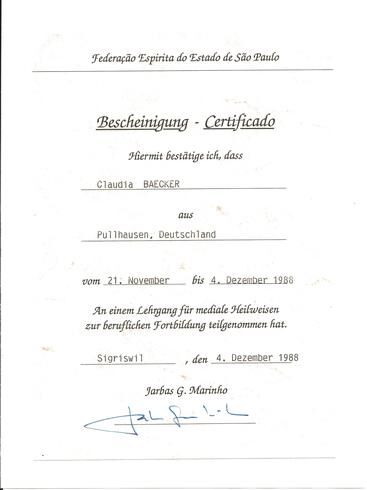 Federação Espirita do Estado de São Paulo
Bescheinigung - Certificado
Hiermit bestätige ich, dass
Claudia BAECKER
aus
Pullhausen, Deutschland
vom 21. November bis 4. Dezember 1988
An einem Lehrgang für mediale Heilweisen
zur beruflichen Fortbildung teilgenommen hat.
Sigriswil , den 4. Dezember 1988
Jarbas G. Marinho